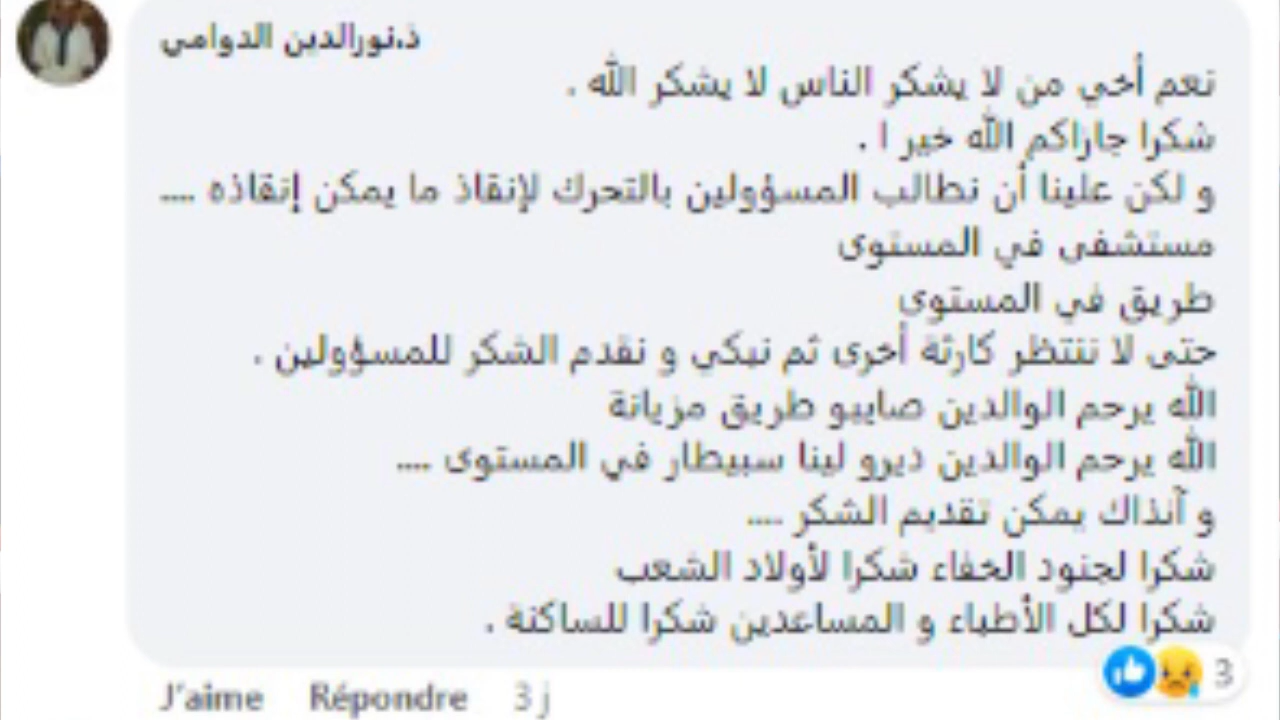 ذ.نورالدين الدوامي
نعم أخي من لا يشكر الناس لا يشكر الله .
شكرا جازاكم الله خير ا .
و لكن علينا أن نطالب المسؤولين بالتحرك لإنقاذ ما يمكن إنقاذه ....
مستشفى في المستوى
طريق في المستوى
حتى لا ننتظر كارثة أخرى ثم نبكي و نقدم الشكر للمسؤولين .
الله يرحم الوالدين صايبو طريق مزيانة
الله يرحم الوالدين ديرو لينا سبيطار في المستوى ....
و آنذاك يمكن تقديم الشكر ....
شكرا لجنود الخفاء شكرا لأولاد الشعب
شكرا لكل الأطباء و المساعدين شكرا للساكنة .
3
J'aime Répondre 3 j